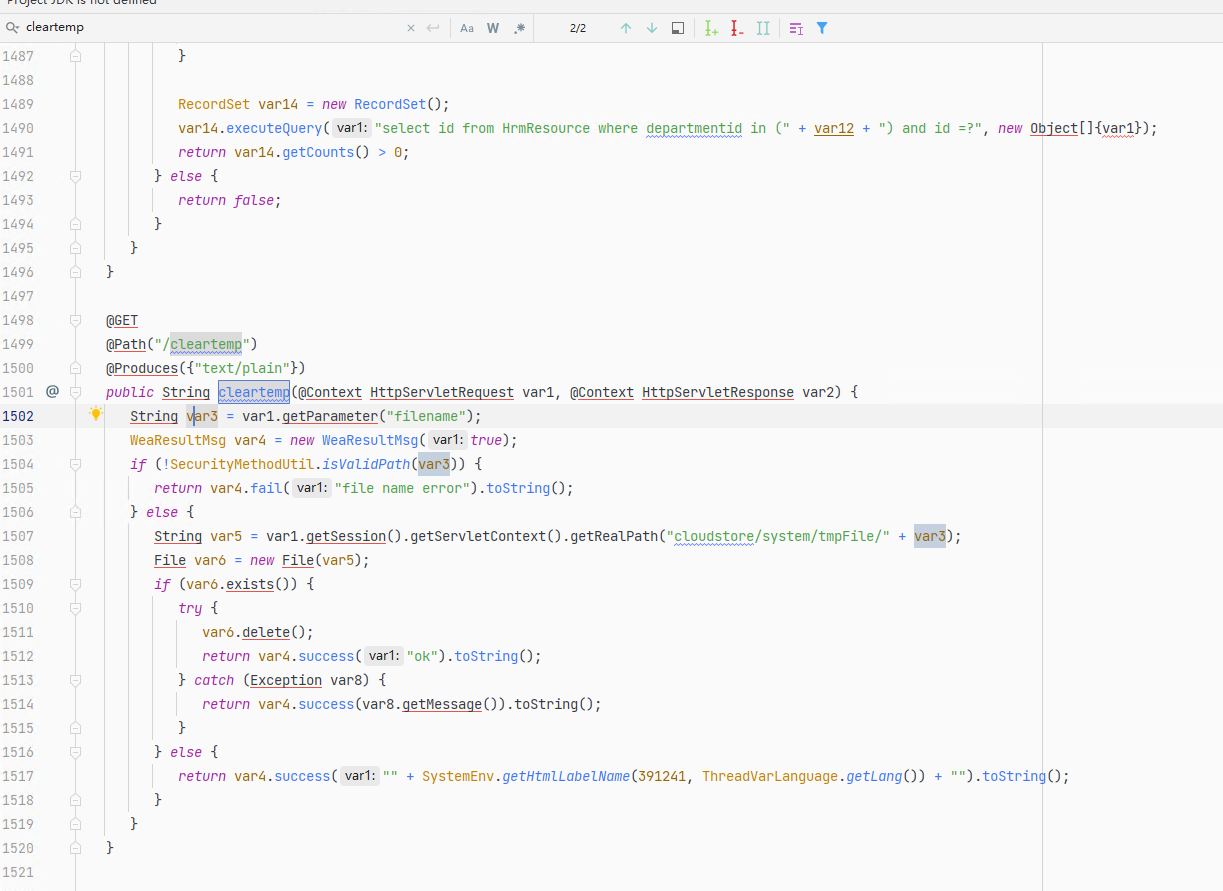 Project JDK is not defined
cleartemp Aa W .* 2/2
1487 }
1488
1489 RecordSet var14 = new RecordSet();
1490 var14.executeQuery( var1: "select id from HrmResource where departmentid in (" + var12 + ") and id =?", new Object[]{var1});
1491 return var14.getCounts() > 0;
1492 } else {
1493 return false;
1494 }
1495 }
1496 }
1497
1498 @GET
1499 @Path("/cleartemp")
1500 @Produces({"text/plain"})
1501 @ public String cleartemp(@Context HttpServletRequest var1, @Context HttpServletResponse var2) {
1502 String var3 = var1.getParameter("filename");
1503 WeaResultMsg var4 = new WeaResultMsg( var1: true);
1504 if (!SecurityMethodUtil.isValidPath(var3)) {
1505 return var4.fail( var1: "file name error").toString();
1506 } else {
1507 String var5 = var1.getSession().getServletContext().getRealPath("cloudstore/system/tmpFile/" + var3);
1508 File var6 = new File(var5);
1509 if (var6.exists()) {
1510 try {
1511 var6.delete();
1512 return var4.success( var1: "ok").toString();
1513 } catch (Exception var8) {
1514 return var4.success(var8.getMessage()).toString();
1515 }
1516 } else {
1517 return var4.success( var1: "" + SystemEnv.getHtmlLabelName(391241, ThreadVarLanguage.getLang()) + "").toString();
1518 }
1519 }
1520 }
1521